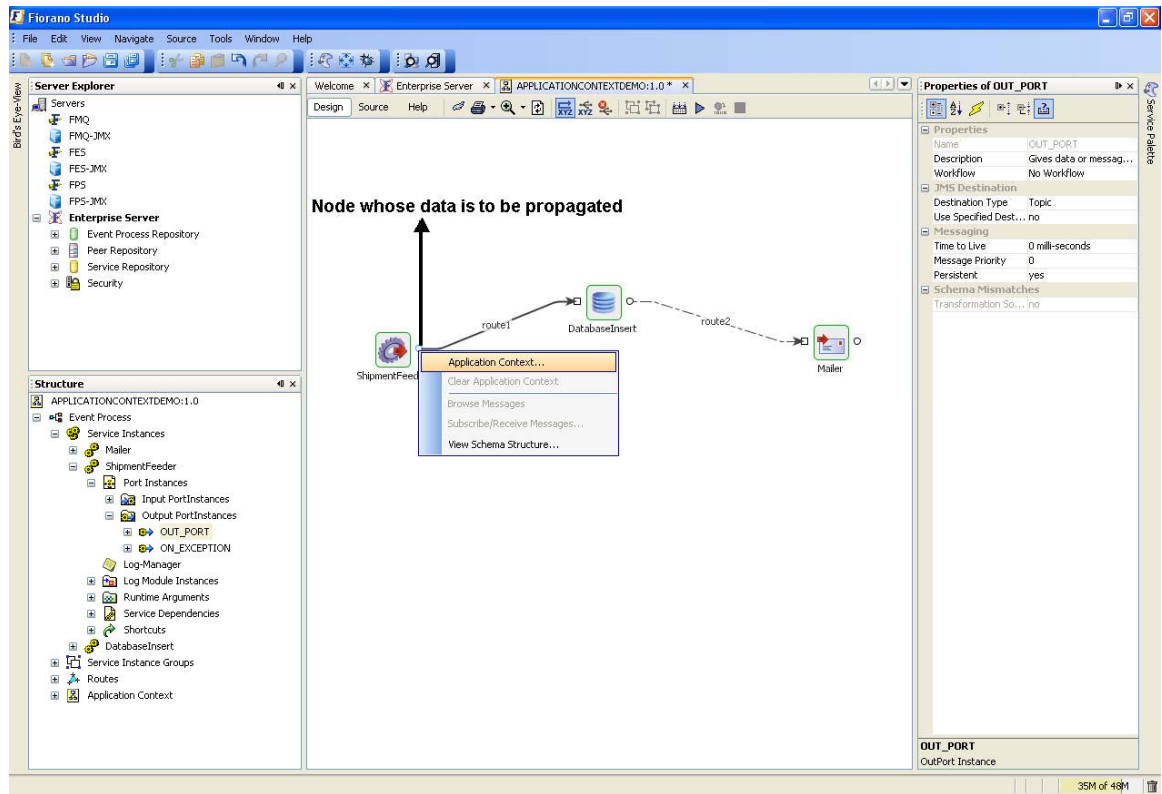 Fiorano Studio
File Edit View Navigate Source Tools Window Help
Bird's Eye-View
Server Explorer
Servers
FMQ
FMQ-JMX
FES
FES-JMX
FPS
FPS-JMX
Enterprise Server
Event Process Repository
Peer Repository
Service Repository
Security
Structure
APPLICATIONCONTEXTDEMO:1.0
Event Process
Service Instances
Mailer
ShipmentFeeder
Port Instances
Input PortInstances
Output PortInstances
OUT_PORT
ON_EXCEPTION
Log-Manager
Log Module Instances
Runtime Arguments
Service Dependencies
Shortcuts
DatabaseInsert
Service Instance Groups
Routes
Application Context
Welcome Enterprise Server APPLICATIONCONTEXTDEMO:1.0 *
Design Source Help XYZ XYZ
Node whose data is to be propagated
route1
DatabaseInsert
route2
Mailer
ShipmentFeed
Application Context...
Clear Application Context
Browse Messages
Subscribe/Receive Messages...
View Schema Structure...
Properties of OUT_PORT
Properties
Name OUT_PORT
Description Gives data or messag...
Workflow No Workflow
JMS Destination
Destination Type Topic
Use Specified Dest... no
Messaging
Time to Live 0 milli-seconds
Message Priority 0
Persistent yes
Schema Mismatches
Transformation So... no
OUT_PORT
OutPort Instance
Service Palette
35M of 48M